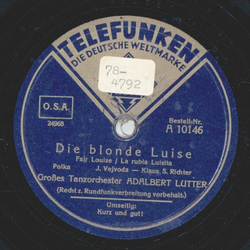 TELEFUNKEN
DIE DEUTSCHE WELTMARKE
78-
4792
O.S.A.
24965
Bestell-Nr.
A 10146
Die blonde Luise
Fair Louise / La rubia Luisita
Polka J. Vejvoda — Klaus S. Richter
Großes Tanzorchester ADALBERT LUTTER
(Recht z. Rundfunkverbreitung vorbehalt.)
Umseitig:
Kurz und gut!